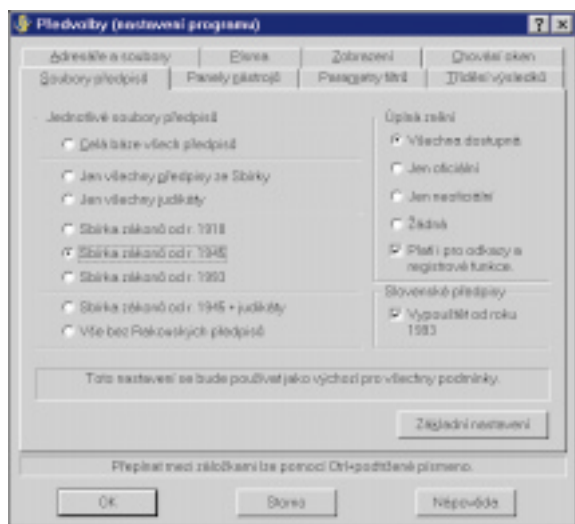 Předvolby (nastavení programu)
Adresáře a soubory
Písma
Zobrazení
Chování oken
Soubory předpisů
Panely nástrojů
Parametry filtrů
Třídění výsledků
Jednotlivé soubory předpisů
Celá báze všech předpisů
Jen všechny předpisy ze Sbírky
Jen všechny judikáty
Sbírka zákonů od r. 1918
Sbírka zákonů od r. 1945
Sbírka zákonů od r. 1993
Sbírka zákonů od r. 1945 + judikáty
Vše bez Rakouských předpisů
Úplná znění
Všechna dostupná
Jen oficiální
Jen neoficiální
Žádná
Platí i pro odkazy a
registrové funkce.
Slovenské předpisy
Vypouštět od roku
1993
Toto nastavení se bude používat jako výchozí pro všechny podmínky.
Základní nastavení
Přepínat mezi záložkami lze pomocí Ctrl+podtržené písmeno.
OK
Storno
Nápověda